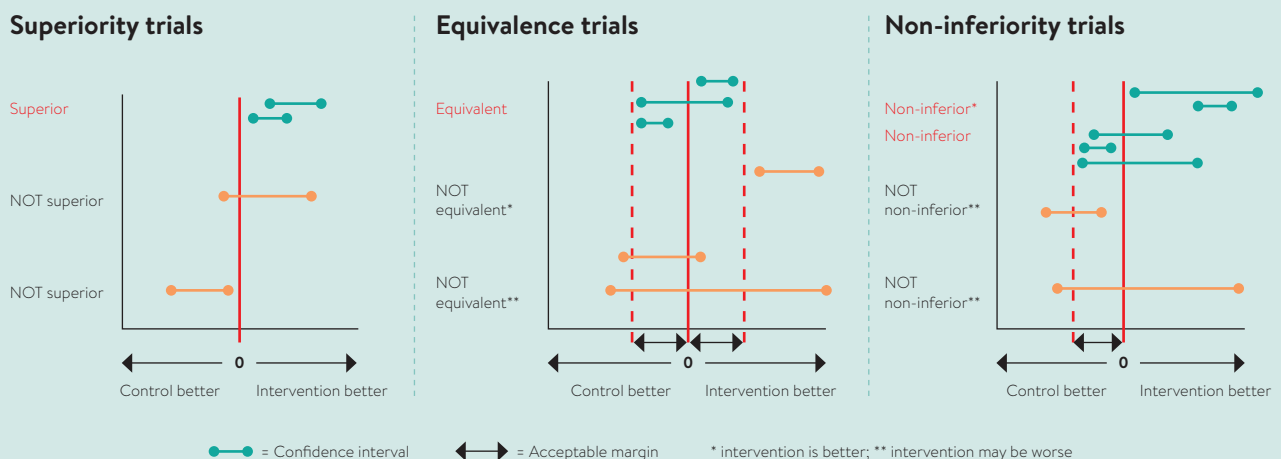 Superiority trials
Superior
NOT superior
NOT superior
0
Control better
Intervention better
Equivalence trials
Equivalent
NOT
equivalent*
NOT
equivalent**
0
Control better
Intervention better
Non-inferiority trials
Non-inferior*
Non-inferior
NOT
non-inferior**
NOT
non-inferior**
0
Control better
Intervention better
= Confidence interval
= Acceptable margin
* intervention is better; ** intervention may be worse